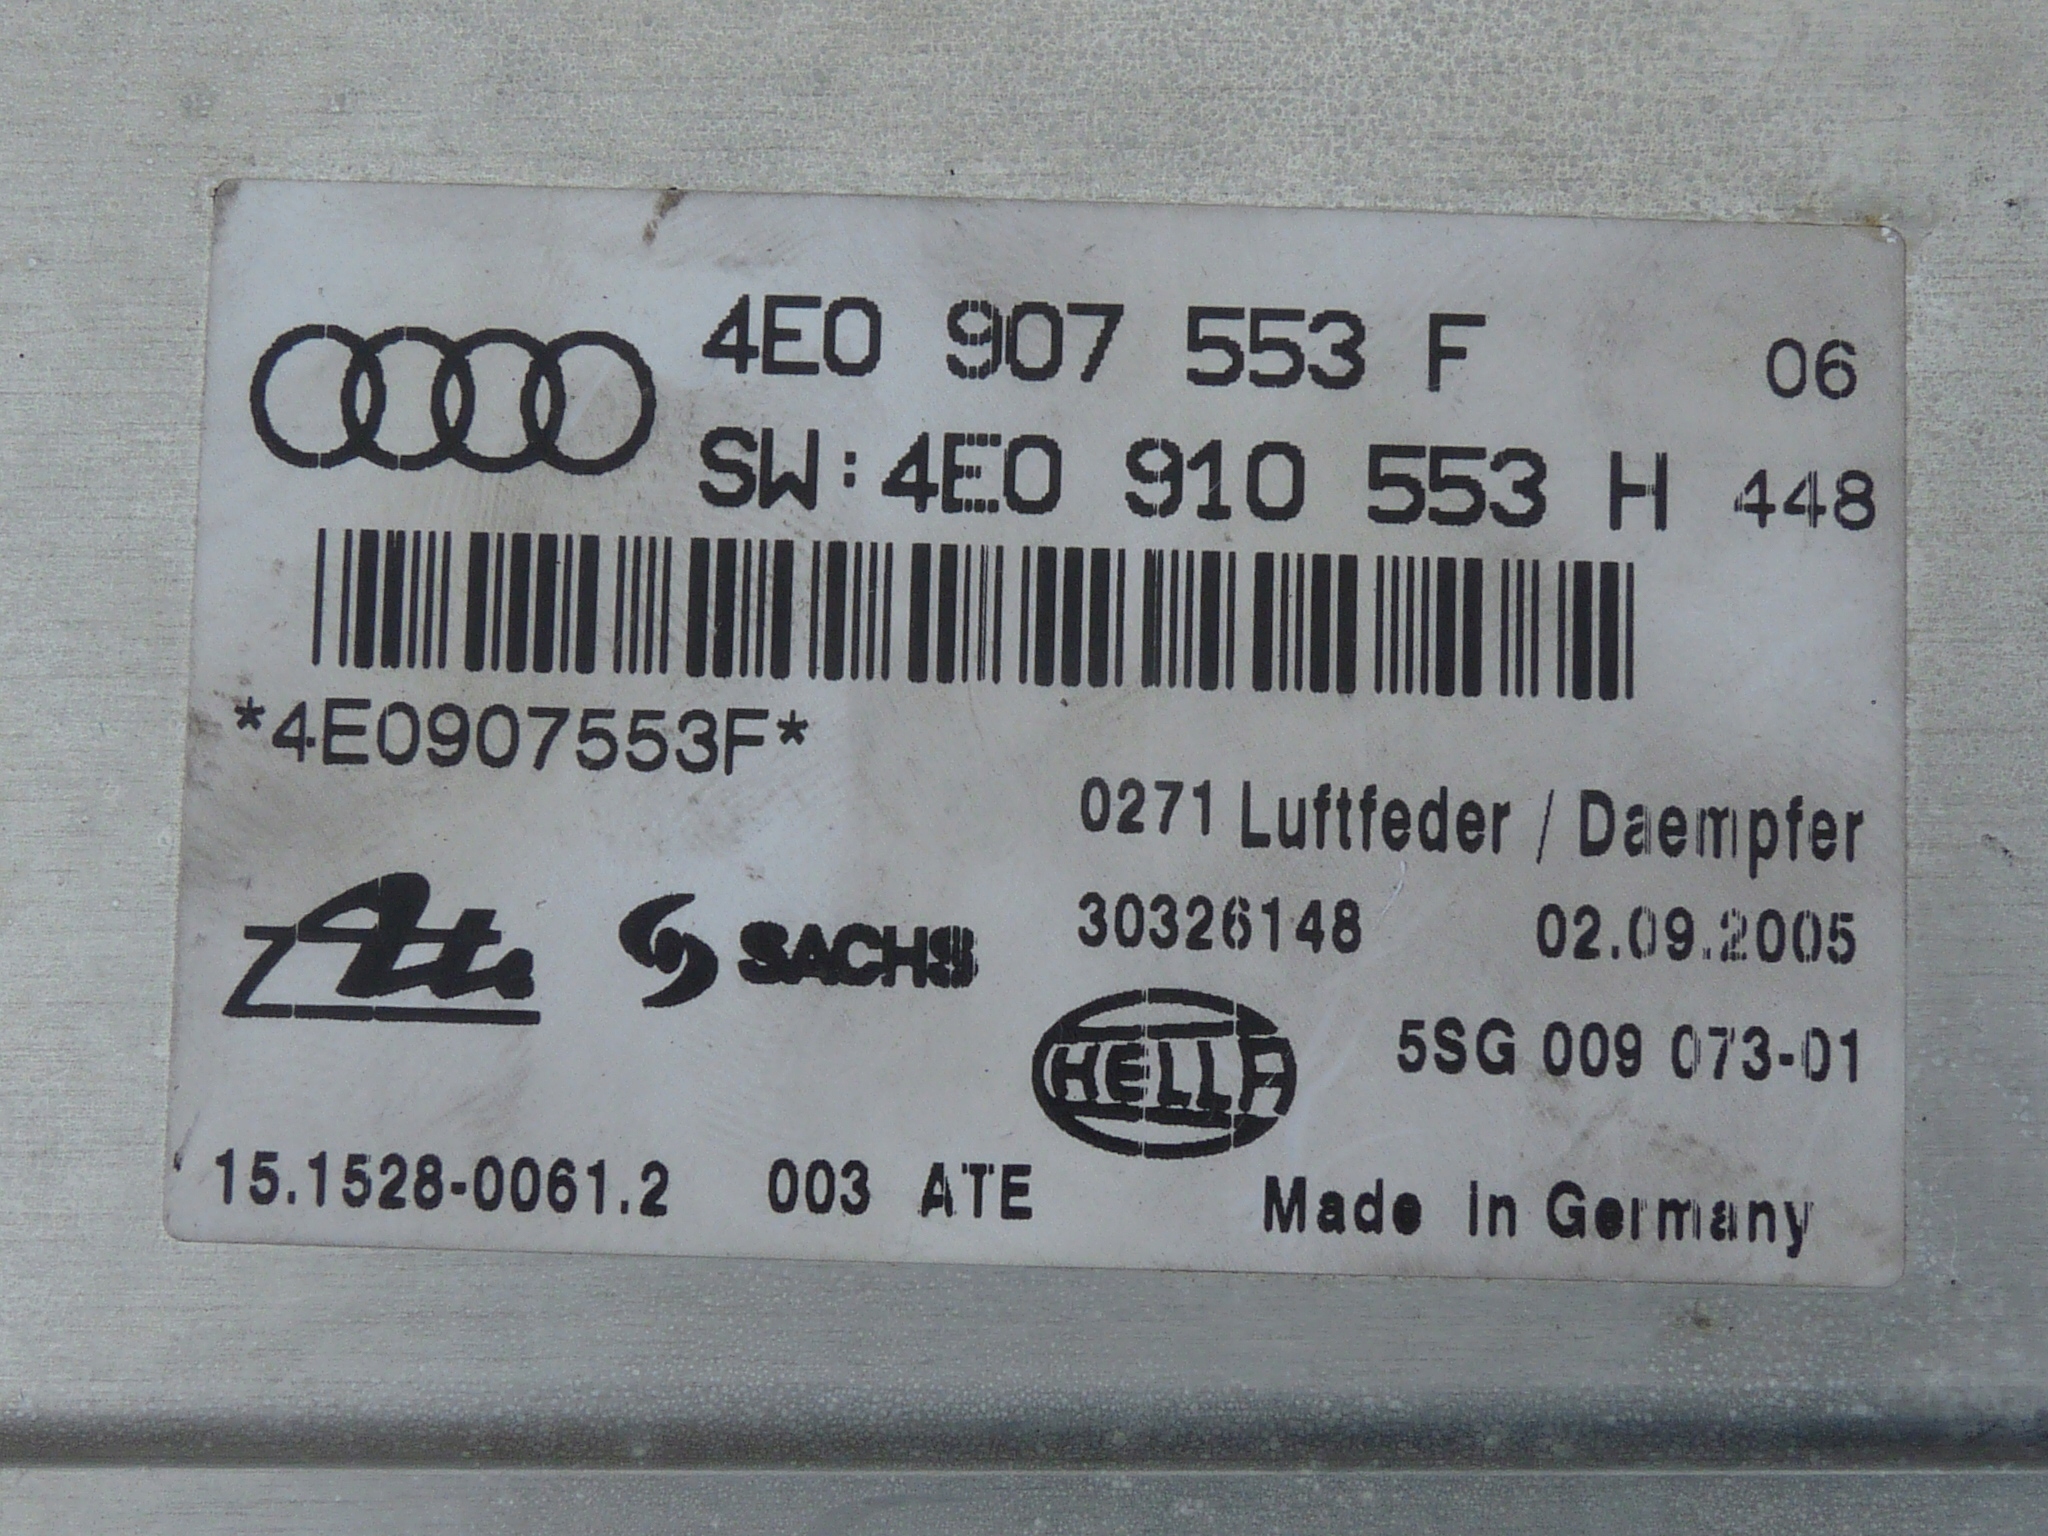 4E0 907 553 F 06
SW:4E0 910 553 H 448
*4E0907553F*
0271 Luftfeder / Daempfer
30326148 02.09.2005
Ate SACHS
HELLA 5SG 009 073-01
15.1528-0061.2 003 ATE
Made in Germany